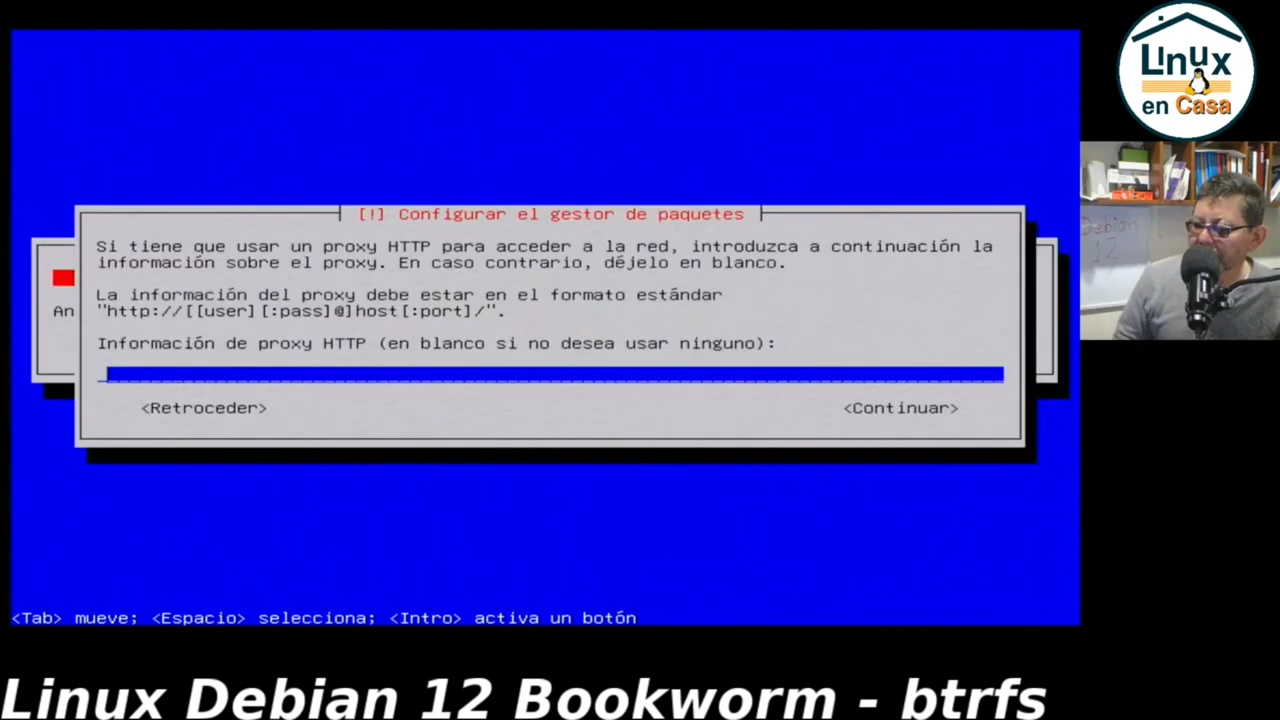 Linux
en Casa
Debian
12
[!] Configurar el gestor de paquetes
Si tiene que usar un proxy HTTP para acceder a la red, introduzca a continuación la
información sobre el proxy. En caso contrario, déjelo en blanco.
La información del proxy debe estar en el formato estándar
"http://[[user][:pass]@]host[:port]/".
Información de proxy HTTP (en blanco si no desea usar ninguno):
An
<Retroceder>
<Continuar>
<Tab> mueve; <Espacio> selecciona; <Intro> activa un botón
Linux Debian 12 Bookworm - btrfs